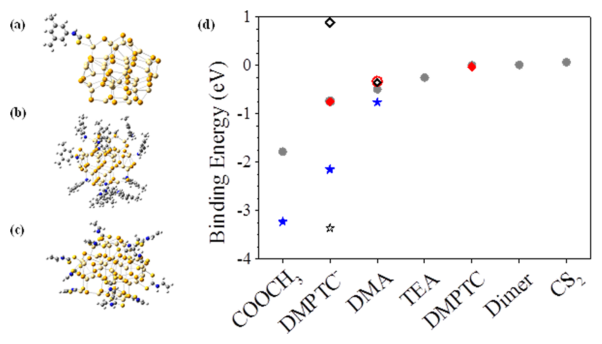 (a)
(b)
(c)
(d)
Binding Energy (eV)
1
0
-1
-2
-3
-4
COOCH₃
DMPTC⁻
DMA
TEA
DMPTC
Dimer
CS₂